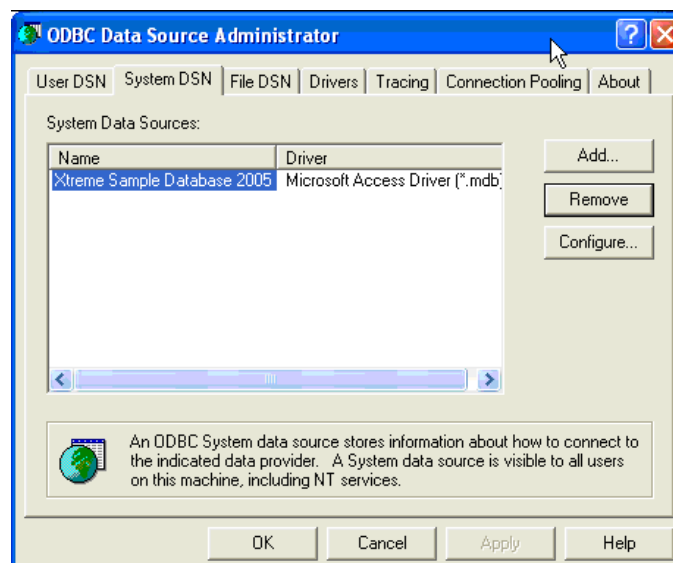 ODBC Data Source Administrator
User DSN System DSN File DSN Drivers Tracing Connection Pooling About
System Data Sources:
Name Driver
Xtreme Sample Database 2005 Microsoft Access Driver (*.mdb)
Add...
Remove
Configure...
An ODBC System data source stores information about how to connect to
the indicated data provider. A System data source is visible to all users
on this machine, including NT services.
OK Cancel Apply Help